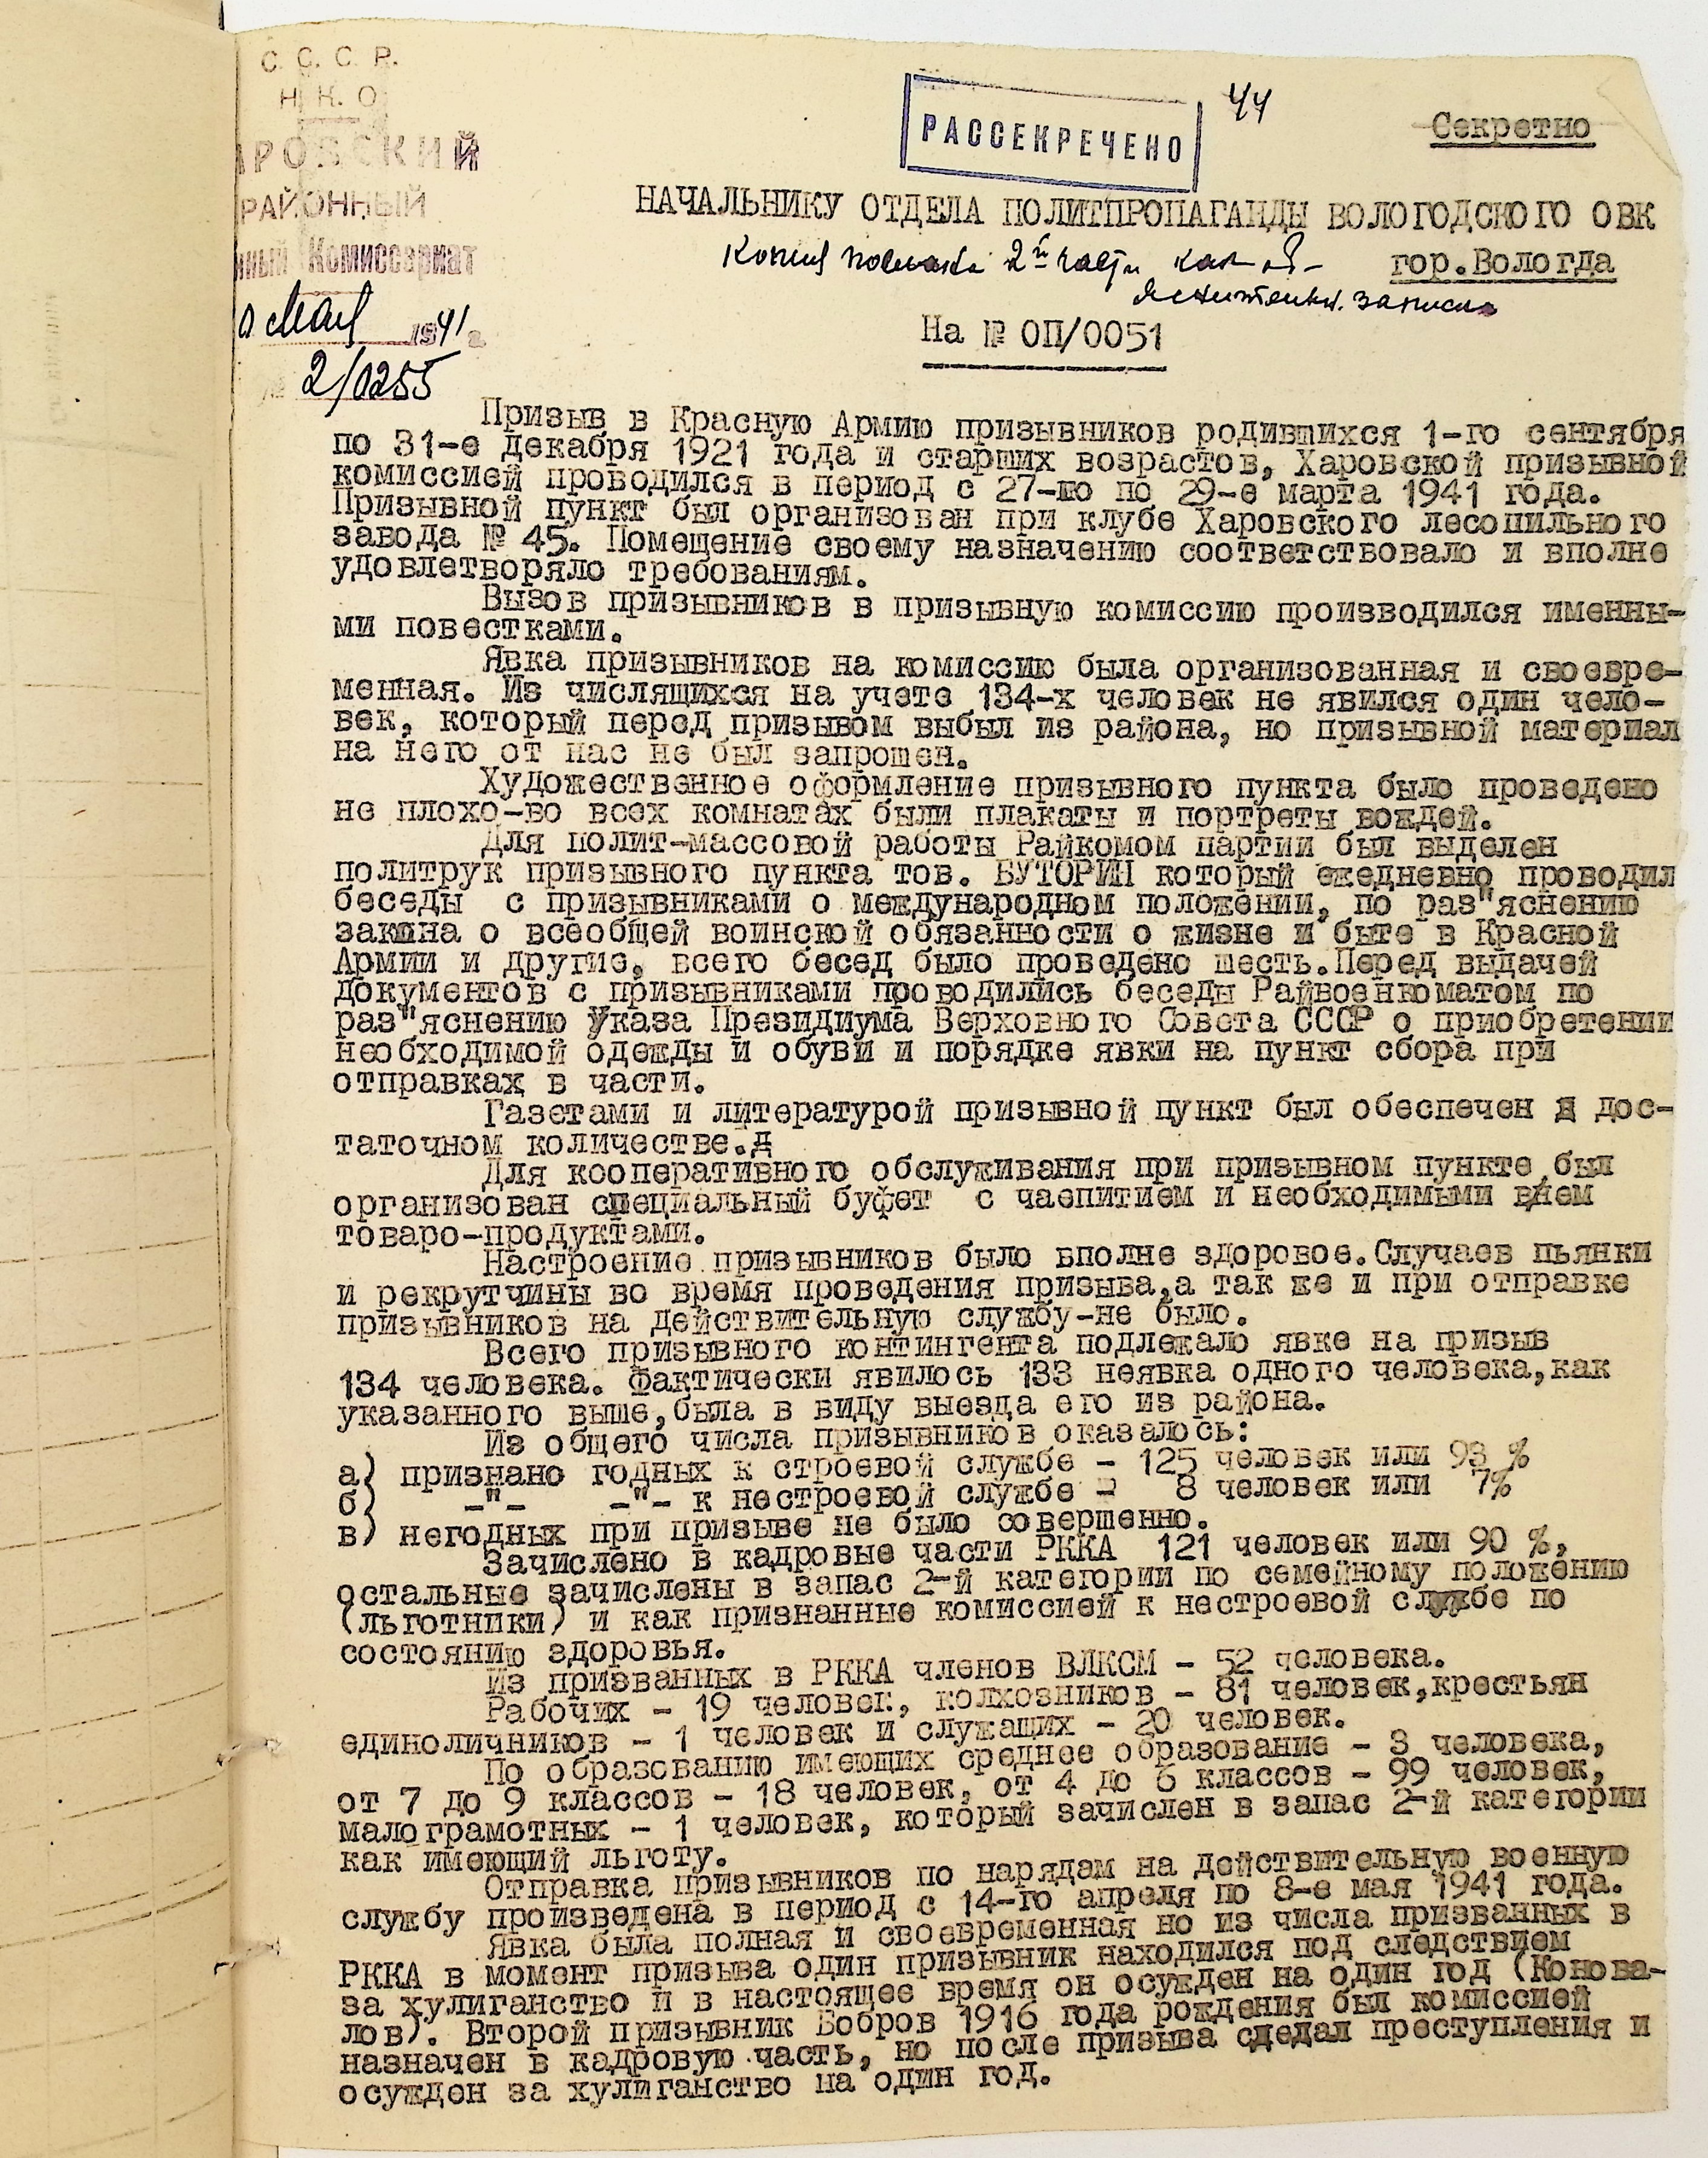 С. С. С. Р.
Н. К. О.
АРОВСКИЙ
РАЙОННЫЙ
нный Комиссариат
мая 1941 г.
№ 2/0255
РАССЕКРЕЧЕНО
44
Секретно
НАЧАЛЬНИКУ ОТДЕЛА ПОЛИТПРОПАГАНДЫ ВОЛОГОДСКОГО ОВК
Копия 2й части
гор.Вологда
записка
На № ОП/0051
Призыв в Красную Армию призывников родившихся 1-го сентября
по 31-е декабря 1921 года и старших возрастов, Харовской призывной
комиссией проводился в период с 27-го по 29-е марта 1941 года.
Призывной пункт был организован при клубе Харовского лесопильного
завода № 45. Помещение своему назначению соответствовало и вполне
удовлетворяло требованиям.
Вызов призывников в призывную комиссию производился именны-
ми повестками.
Явка призывников на комиссию была организованная и своевре-
менная. Из числящихся на учете 134-х человек не явился один чело-
век, который перед призывом выбыл из района, но призывной материал
на него от нас не был запрошен.
Художественное оформление призывного пункта было проведено
не плохо-во всех комнатах были плакаты и портреты вождей.
Для полит-массовой работы Райкомом партии был выделен
политрук призывного пункта тов. БУТОРИН который ежедневно проводил
беседы с призывниками о международном положении, по раз"яснению
закона о всеобщей воинской обязанности о жизне и быте в Красной
Армии и другие, всего бесед было проведено шесть.Перед выдачей
документов с призывниками проводились беседы Райвоенкоматом по
раз"яснению Указа Президиума Верховного Совета СССР о приобретении
необходимой одежды и обуви и порядке явки на пункт сбора при
отправках в части.
Газетами и литературой призывной пункт был обеспечен в дос-
таточном количестве.д
Для кооперативного обслуживания при призывном пункте был
организован специальный буфет с чаепитием и необходимыми внем
товаро-продуктами.
Настроение призывников было вполне здоровое.Случаев пьянки
и рекрутчины во время проведения призыва,а так же и при отправке
призывников на действительную службу-не было.
Всего призывного контингента подлежало явке на призыв
134 человека. Фактически явилось 133 неявка одного человека,как
указанного выше,была в виду выезда его из района.
Из общего числа призывников оказалось:
а) признано годных к строевой службе - 125 человек или 93 %
б) -"- -"- к нестроевой службе - 8 человек или 7%
в) негодных при призыве не было совершенно.
Зачислено в кадровые части РККА 121 человек или 90 %,
остальные зачислены в запас 2-й категории по семейному положению
(льготники) и как признанные комиссией к нестроевой службе по
состоянию здоровья.
Из призванных в РККА членов ВЛКСМ - 52 человека.
Рабочих - 19 человек, колхозников - 81 человек,крестьян
единоличников - 1 человек и служащих - 20 человек.
По образованию имеющих среднее образование - 3 человека,
от 7 до 9 классов - 18 человек, от 4 до 6 классов - 99 человек,
малограмотных - 1 человек, который зачислен в запас 2-й категории
как имеющий льготу.
Отправка призывников по нарядам на действительную военную
службу произведена в период с 14-го апреля по 8-е мая 1941 года.
Явка была полная и своевременная но из числа призванных в
РККА в момент призыва один призывник находился под следствием
за хулиганство и в настоящее время он осужден на один год (Конова-
лов). Второй призывник Бобров 1916 года рождения был комиссией
назначен в кадровую часть, но после призыва сделал преступления и
осужден за хулиганство на один год.